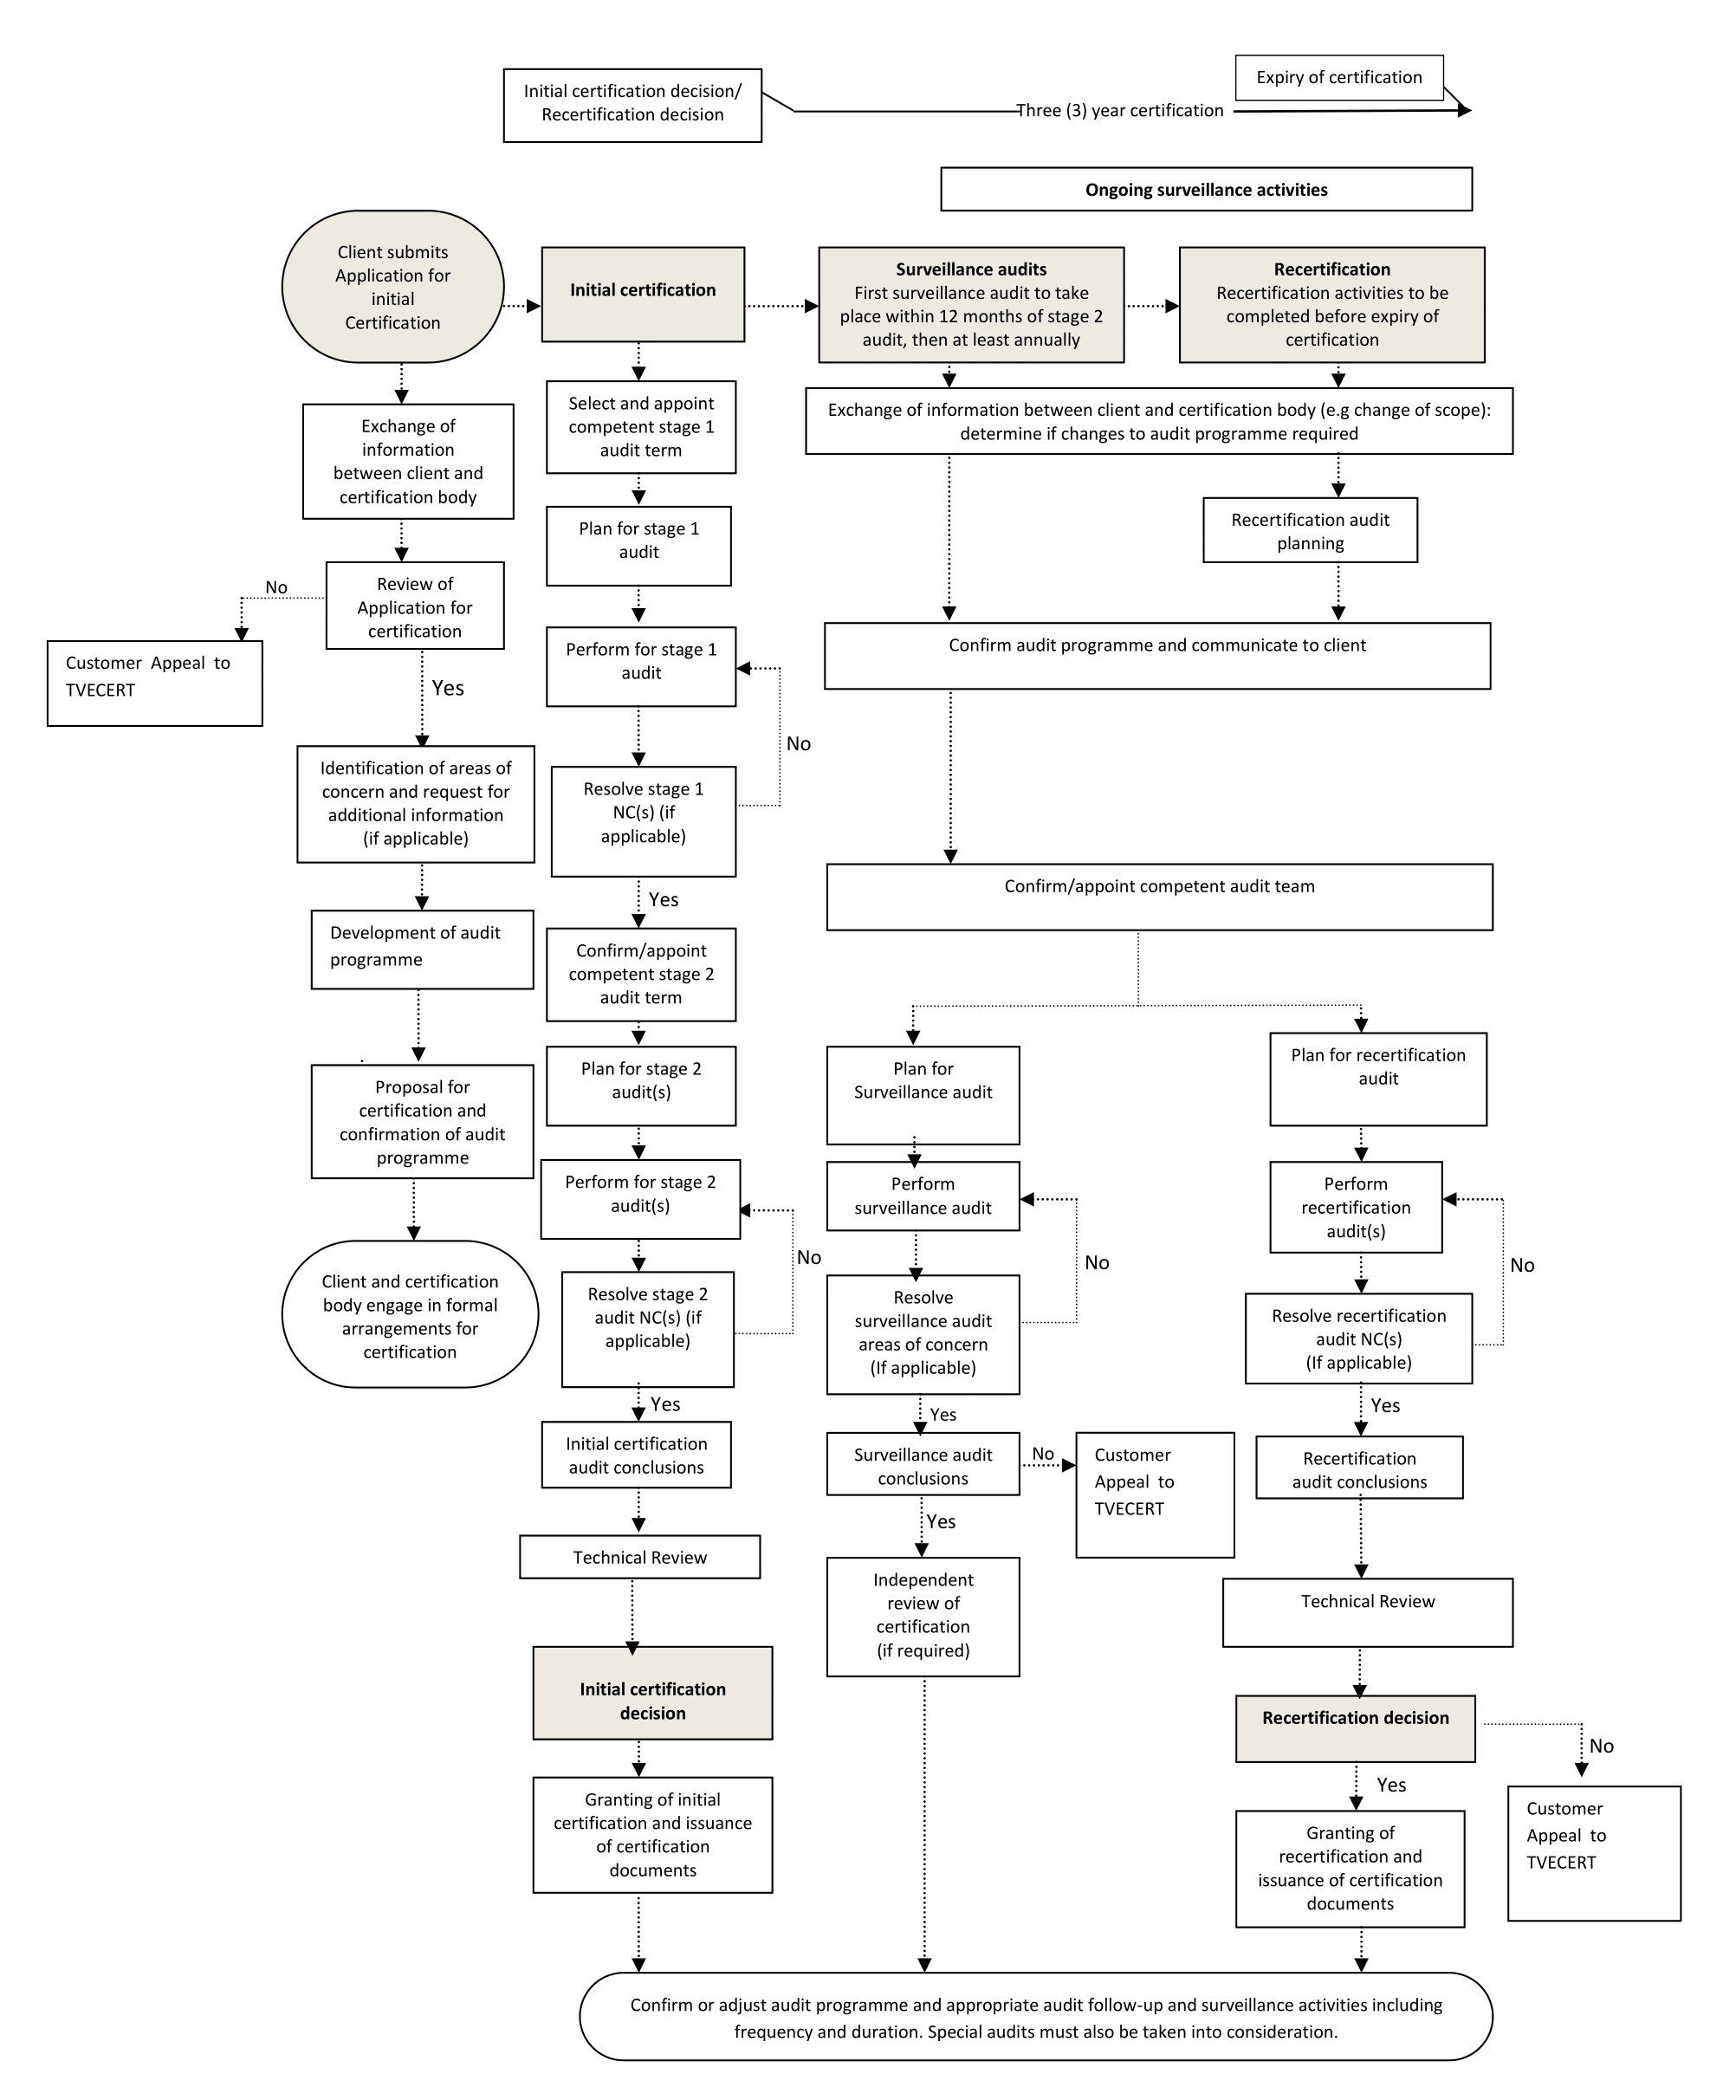 Initial certification decision/
Recertification decision
Three (3) year certification
Expiry of certification
Ongoing surveillance activities
Client submits
Application for
initial
Certification
Initial certification
Surveillance audits
First surveillance audit to take
place within 12 months of stage 2
audit, then at least annually
Recertification
Recertification activities to be
completed before expiry of
certification
Exchange of
information
between client and
certification body
Review of
Application for
certification
No
Customer Appeal to
TVECERT
Yes
Identification of areas of
concern and request for
additional information
(if applicable)
Development of audit
programme
Proposal for
certification and
confirmation of audit
programme
Client and certification
body engage in formal
arrangements for
certification
Select and appoint
competent stage 1
audit term
Plan for stage 1
audit
Perform for stage 1
audit
No
Resolve stage 1
NC(s) (if
applicable)
Yes
Confirm/appoint
competent stage 2
audit term
Plan for stage 2
audit(s)
Perform for stage 2
audit(s)
No
Resolve stage 2
audit NC(s) (if
applicable)
Yes
Initial certification
audit conclusions
Technical Review
Initial certification
decision
Granting of initial
certification and issuance
of certification
documents
Exchange of information between client and certification body (e.g change of scope):
determine if changes to audit programme required
Recertification audit
planning
Confirm audit programme and communicate to client
Confirm/appoint competent audit team
Plan for
Surveillance audit
Perform
surveillance audit
No
Resolve
surveillance audit
areas of concern
(If applicable)
Yes
Surveillance audit
conclusions
No
Customer
Appeal to
TVECERT
Yes
Independent
review of
certification
(if required)
Plan for recertification
audit
Perform
recertification
audit(s)
No
Resolve recertification
audit NC(s)
(If applicable)
Yes
Recertification
audit conclusions
Technical Review
Recertification decision
No
Customer
Appeal to
TVECERT
Yes
Granting of
recertification and
issuance of certification
documents
Confirm or adjust audit programme and appropriate audit follow-up and surveillance activities including
frequency and duration. Special audits must also be taken into consideration.